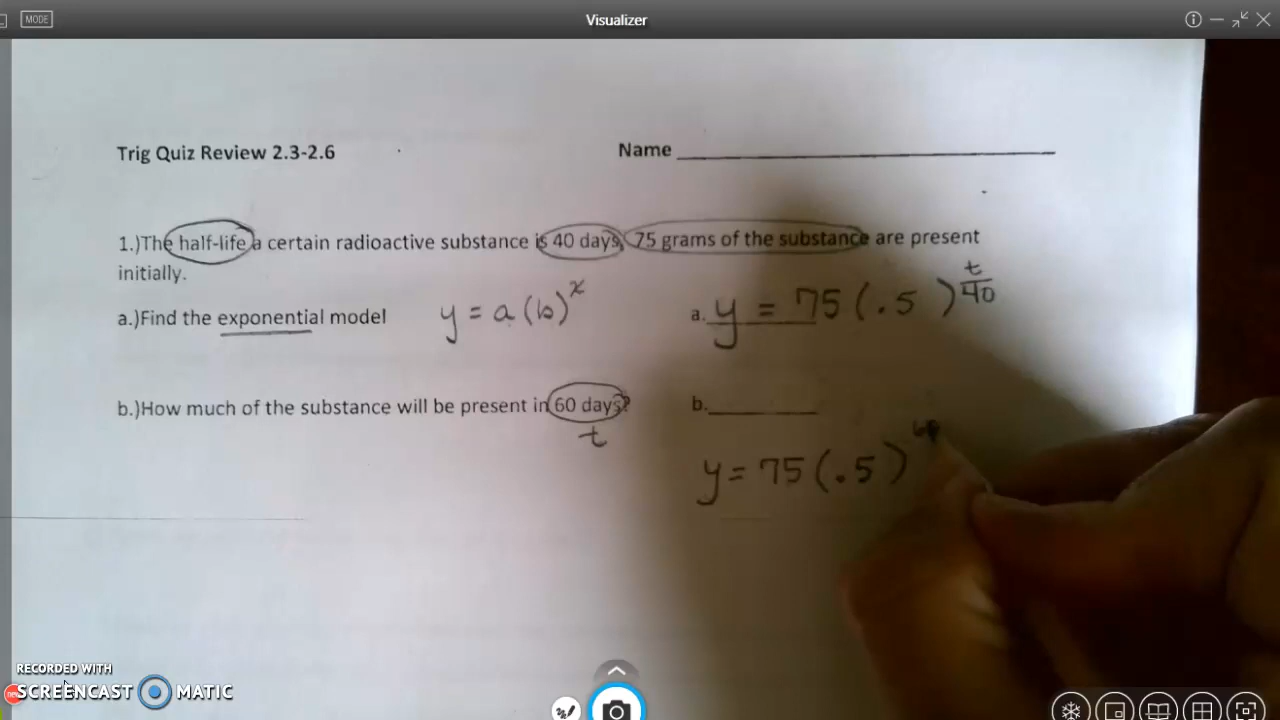 MODE
Visualizer
Trig Quiz Review 2.3-2.6 Name
1.)The half-life a certain radioactive substance is 40 days, 75 grams of the substance are present
initially.
a.)Find the exponential model y = a(b)^x a. y = 75(.5)^t/40
b.)How much of the substance will be present in 60 days? b.
t
y = 75(.5)
RECORDED WITH
SCREENCAST MATIC